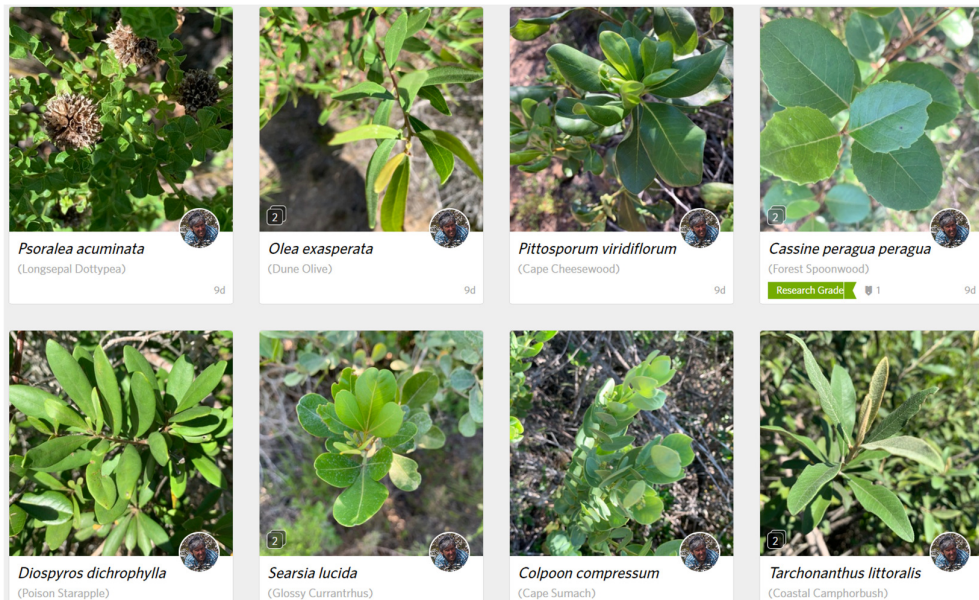 2
Psoralea acuminata
(Longsepal Dottypea)
9d
Olea exasperata
(Dune Olive)
Pittosporum viridiflorum
(Cape Cheesewood)
9d
2
Cassine peragua peragua
(Forest Spoonwood)
Research Grade 1 9d
Diospyros dichrophylla
(Poison Starapple)
2
Searsia lucida
(Glossy Currantrhus)
Colpoon compressum
(Cape Sumach)
2
Tarchonanthus littoralis
(Coastal Camphorbush)